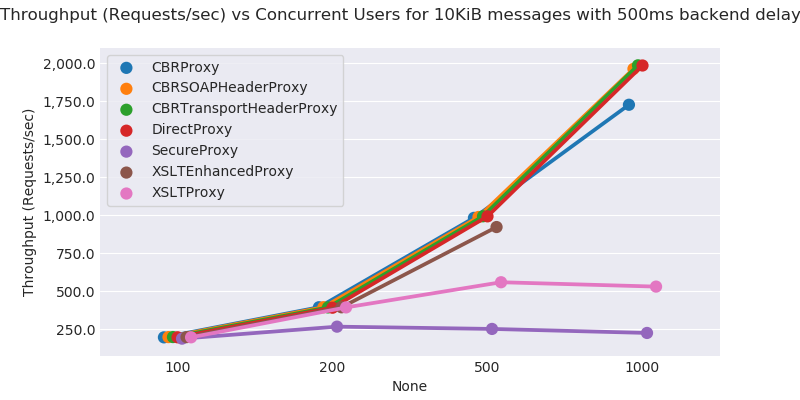 Throughput (Requests/sec) vs Concurrent Users for 10KiB messages with 500ms backend delay
2,000.0
1,750.0
1,500.0
1,250.0
1,000.0
750.0
500.0
250.0
Throughput (Requests/sec)
CBRProxy
CBRSOAPHeaderProxy
CBRTransportHeaderProxy
DirectProxy
SecureProxy
XSLTEnhancedProxy
XSLTProxy
100 200 500 1000
None